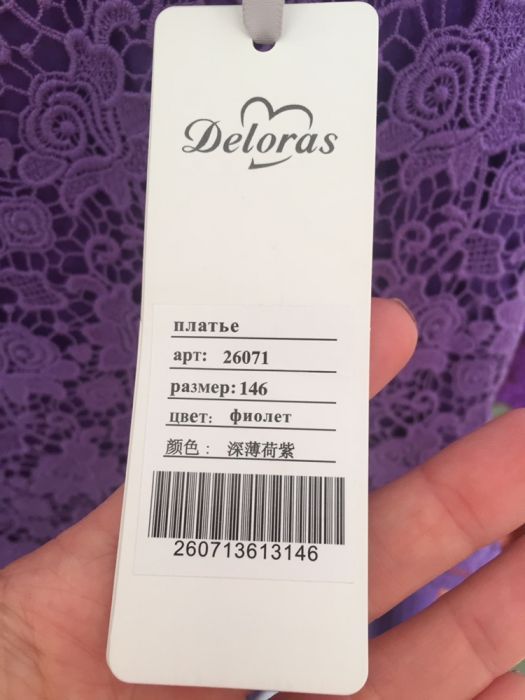 Deloras
платье
арт: 26071
размер: 146
цвет: фиолет
颜色： 深薄荷紫
260713613146